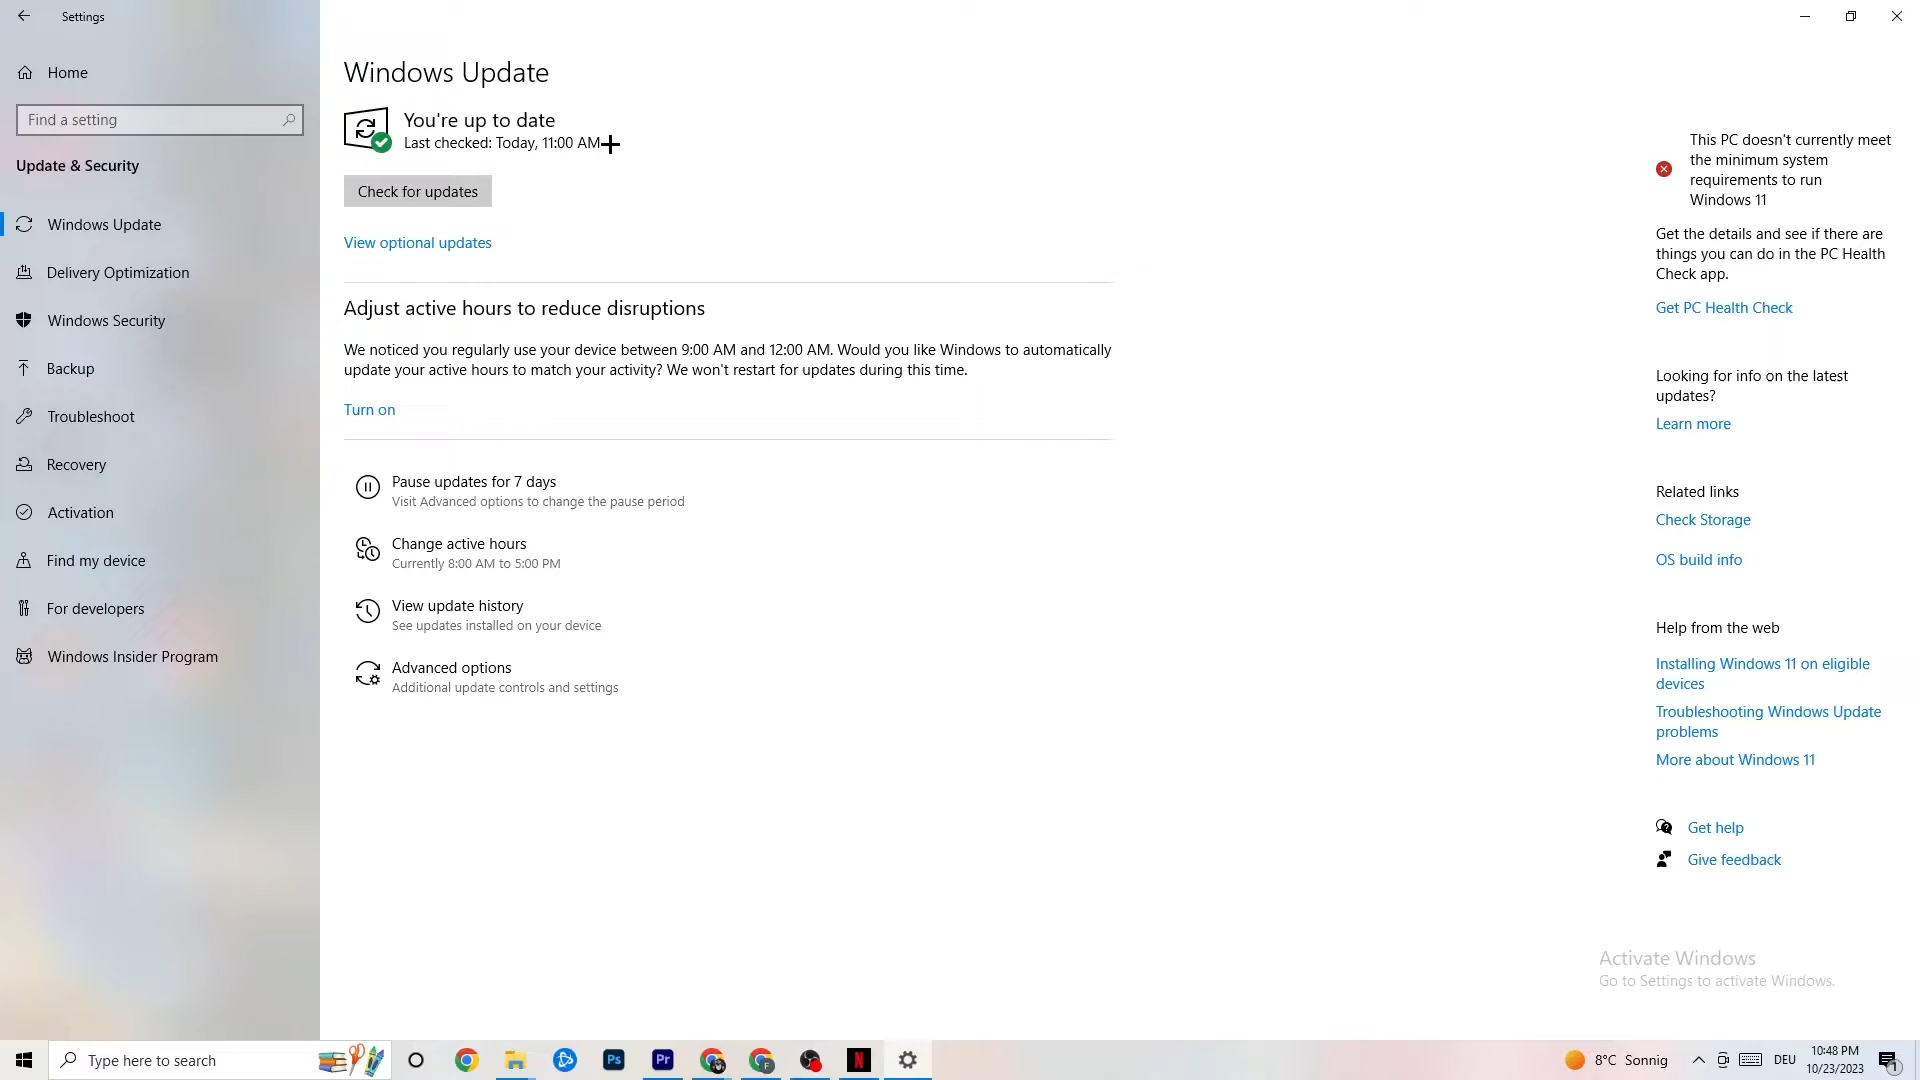 Settings
Home
Find a setting
Update & Security
Windows Update
Delivery Optimization
Windows Security
Backup
Troubleshoot
Recovery
Activation
Find my device
For developers
Windows Insider Program
Windows Update
You're up to date
Last checked: Today, 11:00 AM
Check for updates
View optional updates
Adjust active hours to reduce disruptions
We noticed you regularly use your device between 9:00 AM and 12:00 AM. Would you like Windows to automatically
update your active hours to match your activity? We won't restart for updates during this time.
Turn on
Pause updates for 7 days
Visit Advanced options to change the pause period
Change active hours
Currently 8:00 AM to 5:00 PM
View update history
See updates installed on your device
Advanced options
Additional update controls and settings
This PC doesn't currently meet
the minimum system
requirements to run
Windows 11
Get the details and see if there are
things you can do in the PC Health
Check app.
Get PC Health Check
Looking for info on the latest
updates?
Learn more
Related links
Check Storage
OS build info
Help from the web
Installing Windows 11 on eligible
devices
Troubleshooting Windows Update
problems
More about Windows 11
Get help
Give feedback
Activate Windows
Go to Settings to activate Windows.
Type here to search
Ps
Pr
F
N
8°C Sonnig
DEU
10:48 PM
10/23/2023
1